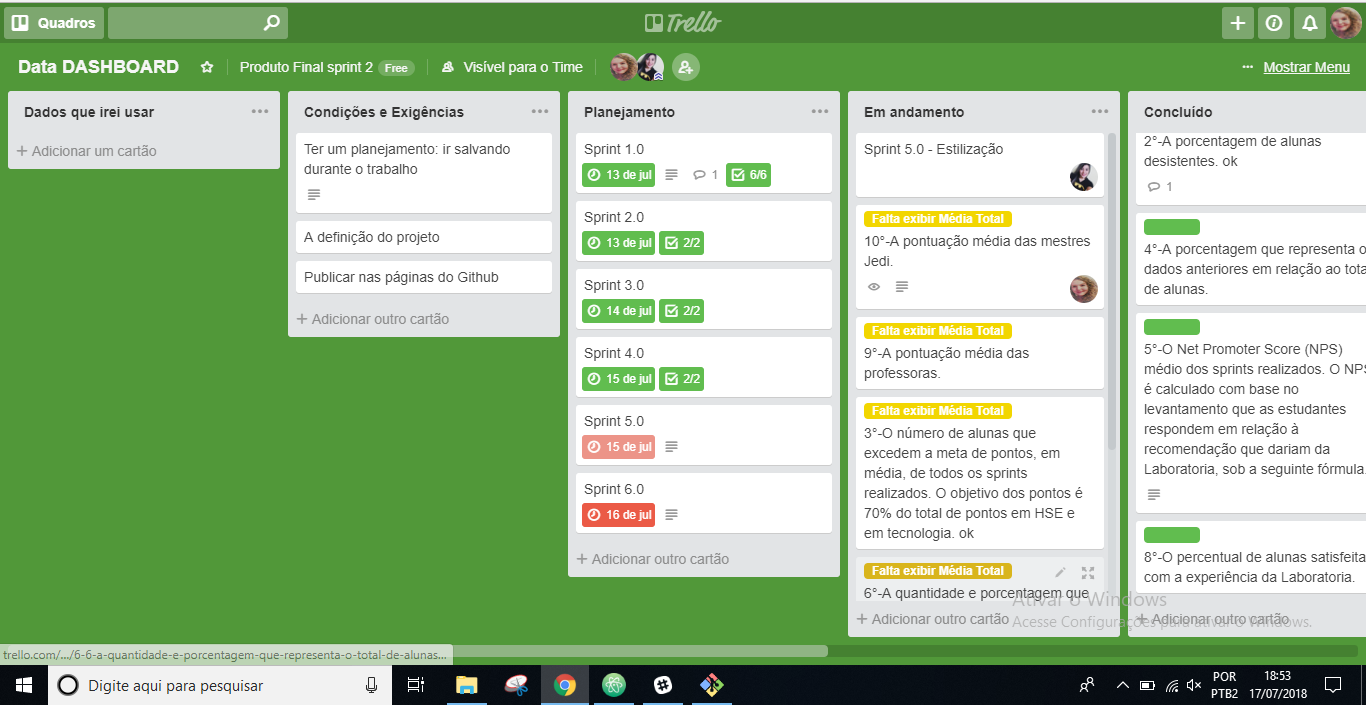 Quadros
Trello
Data DASHBOARD
Produto Final sprint 2 Free
Visível para o Time
··· Mostrar Menu
Dados que irei usar
+ Adicionar um cartão
Condições e Exigências
Ter um planejamento: ir salvando
durante o trabalho
A definição do projeto
Publicar nas páginas do Github
+ Adicionar outro cartão
Planejamento
Sprint 1.0
13 de jul 1 6/6
Sprint 2.0
13 de jul 2/2
Sprint 3.0
14 de jul 2/2
Sprint 4.0
15 de jul 2/2
Sprint 5.0
15 de jul
Sprint 6.0
16 de jul
+ Adicionar outro cartão
Em andamento
Sprint 5.0 - Estilização
Falta exibir Média Total
10°-A pontuação média das mestres
Jedi.
Falta exibir Média Total
9°-A pontuação média das
professoras.
Falta exibir Média Total
3°-O número de alunas que
excedem a meta de pontos, em
média, de todos os sprints
realizados. O objetivo dos pontos é
70% do total de pontos em HSE e
em tecnologia. ok
Falta exibir Média Total
6°-A quantidade e porcentagem que
+ Adicionar outro cartão
Concluído
2°-A porcentagem de alunas
desistentes. ok
1
4°-A porcentagem que representa o
dados anteriores em relação ao tota
de alunas.
5°-O Net Promoter Score (NPS)
médio dos sprints realizados. O NPS
é calculado com base no
levantamento que as estudantes
respondem em relação à
recomendação que dariam da
Laboratoria, sob a seguinte fórmula.
8°-O percentual de alunas satisfeita
com a experiência da Laboratoria.
+ Adicionar outro cartão
Ativar o Windows
Acesse Configurações para ativar o Windows.
trello.com/.../6-6-a-quantidade-e-porcentagem-que-representa-o-total-de-alunas...
Digite aqui para pesquisar
POR
PTB2
18:53
17/07/2018